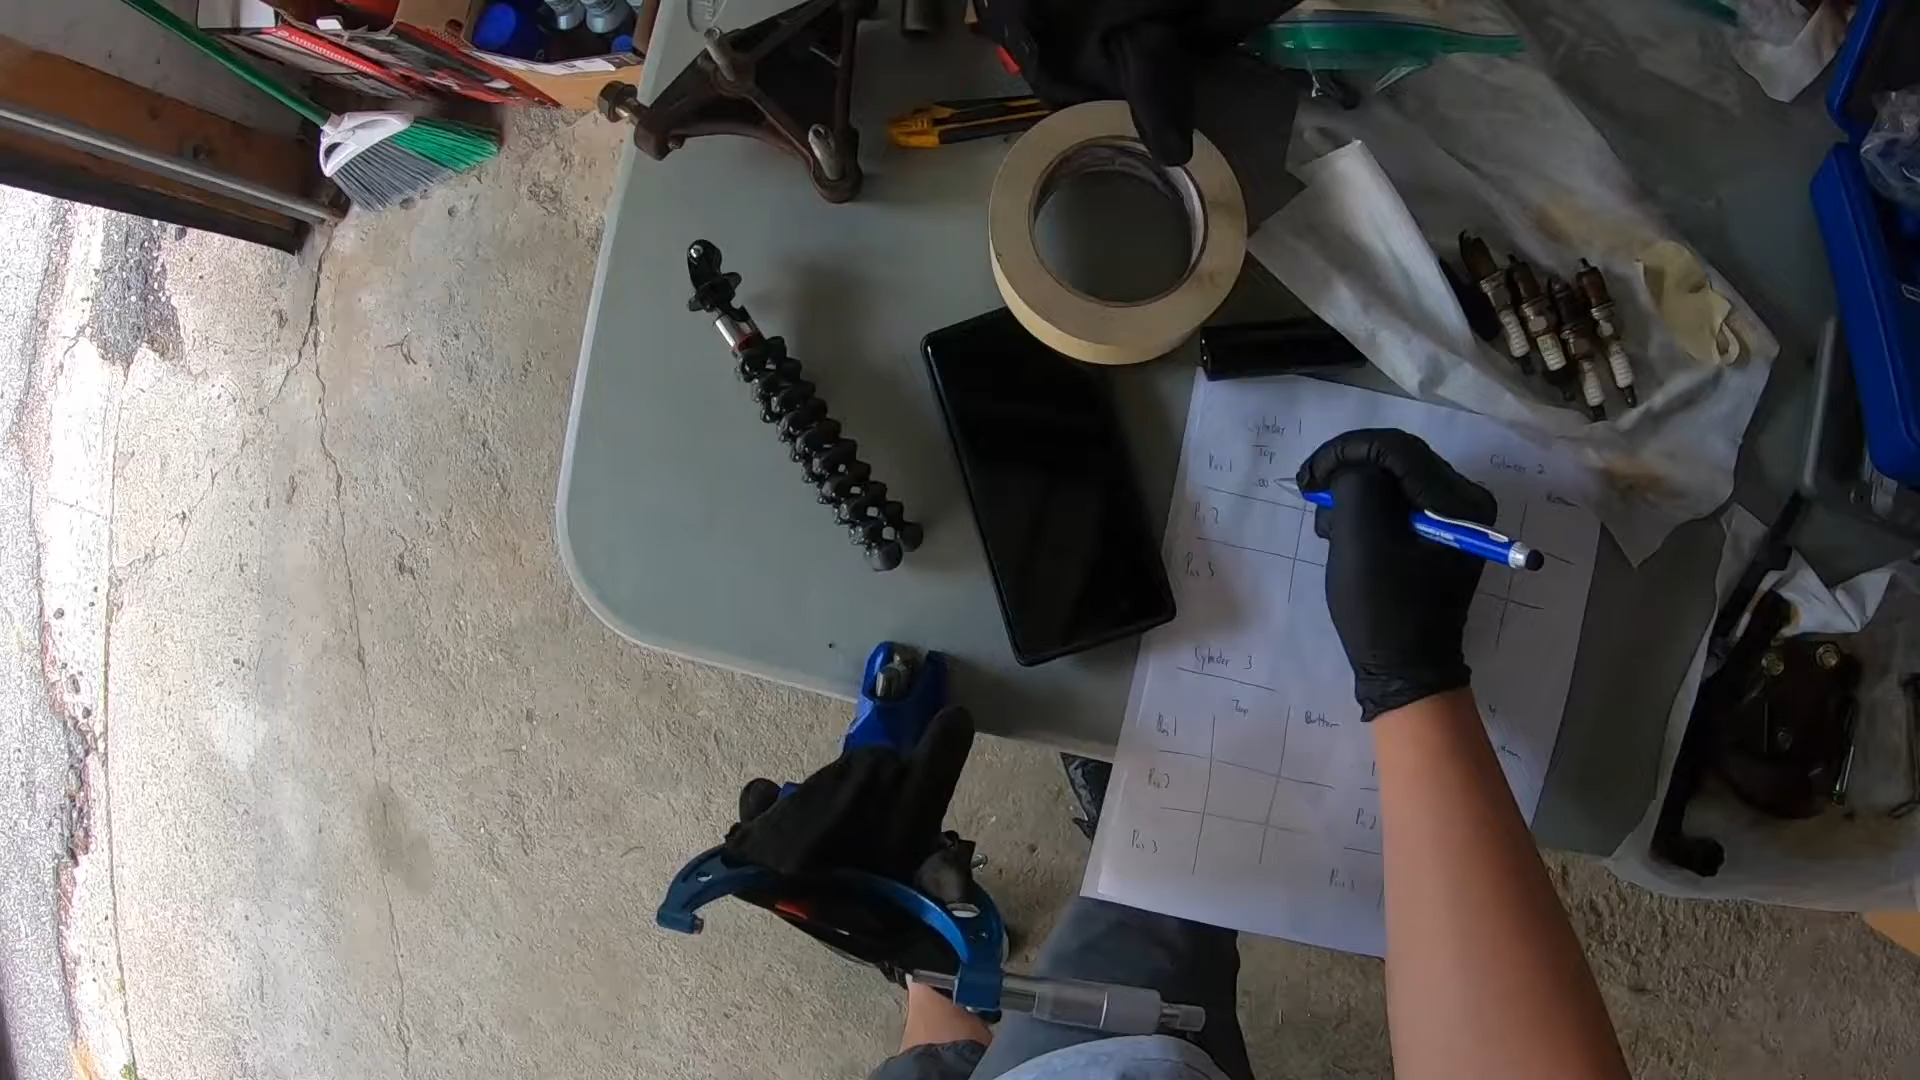 Cylinder 1
Top
Pos 1
.00
Pos 2
Pos 3
Cylinder 2
Bottom
Cylinder 3
Top
Bottom
Pos 1
Pos 2
Pos 3
Pos 2
Pos 3